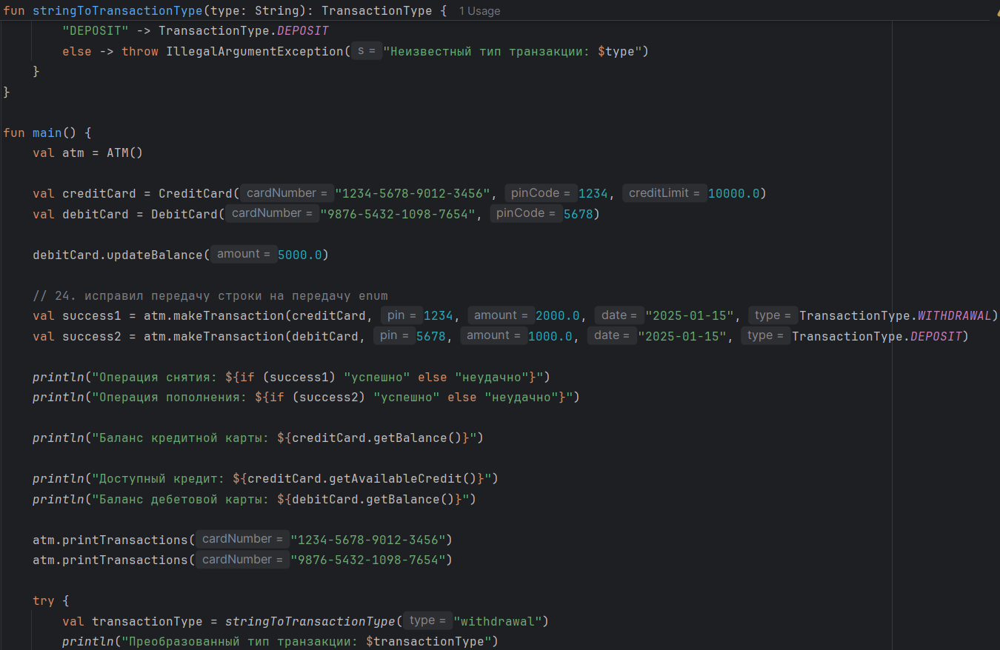 fun stringToTransactionType(type: String): TransactionType { 1 Usage
"DEPOSIT" -> TransactionType.DEPOSIT
else -> throw IllegalArgumentException( s = "Неизвестный тип транзакции: $type")
}
}
fun main() {
val atm = ATM()
val creditCard = CreditCard( cardNumber = "1234-5678-9012-3456", pinCode = 1234, creditLimit = 10000.0)
val debitCard = DebitCard( cardNumber = "9876-5432-1098-7654", pinCode = 5678)
debitCard.updateBalance( amount = 5000.0)
// 24. исправил передачу строки на передачу enum
val success1 = atm.makeTransaction(creditCard, pin = 1234, amount = 2000.0, date = "2025-01-15", type = TransactionType.WITHDRAWAL)
val success2 = atm.makeTransaction(debitCard, pin = 5678, amount = 1000.0, date = "2025-01-15", type = TransactionType.DEPOSIT)
println("Операция снятия: ${if (success1) "успешно" else "неудачно"}")
println("Операция пополнения: ${if (success2) "успешно" else "неудачно"}")
println("Баланс кредитной карты: ${creditCard.getBalance()}")
println("Доступный кредит: ${creditCard.getAvailableCredit()}")
println("Баланс дебетовой карты: ${debitCard.getBalance()}")
atm.printTransactions( cardNumber = "1234-5678-9012-3456")
atm.printTransactions( cardNumber = "9876-5432-1098-7654")
try {
val transactionType = stringToTransactionType( type = "withdrawal")
println("Преобразованный тип транзакции: $transactionType")